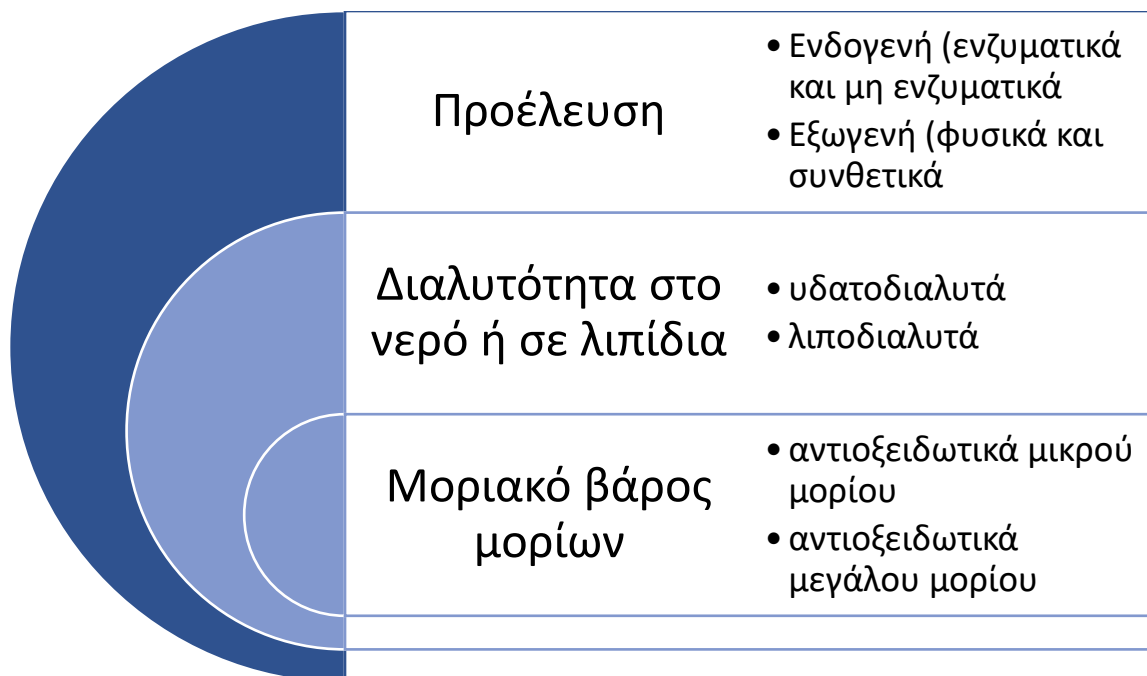 Προέλευση
• Ενδογενή (ενζυματικά
και μη ενζυματικά
• Εξωγενή (φυσικά και
συνθετικά
Διαλυτότητα στο
νερό ή σε λιπίδια
• υδατοδιαλυτά
• λιποδιαλυτά
Μοριακό βάρος
μορίων
• αντιοξειδωτικά μικρού
μορίου
• αντιοξειδωτικά
μεγάλου μορίου